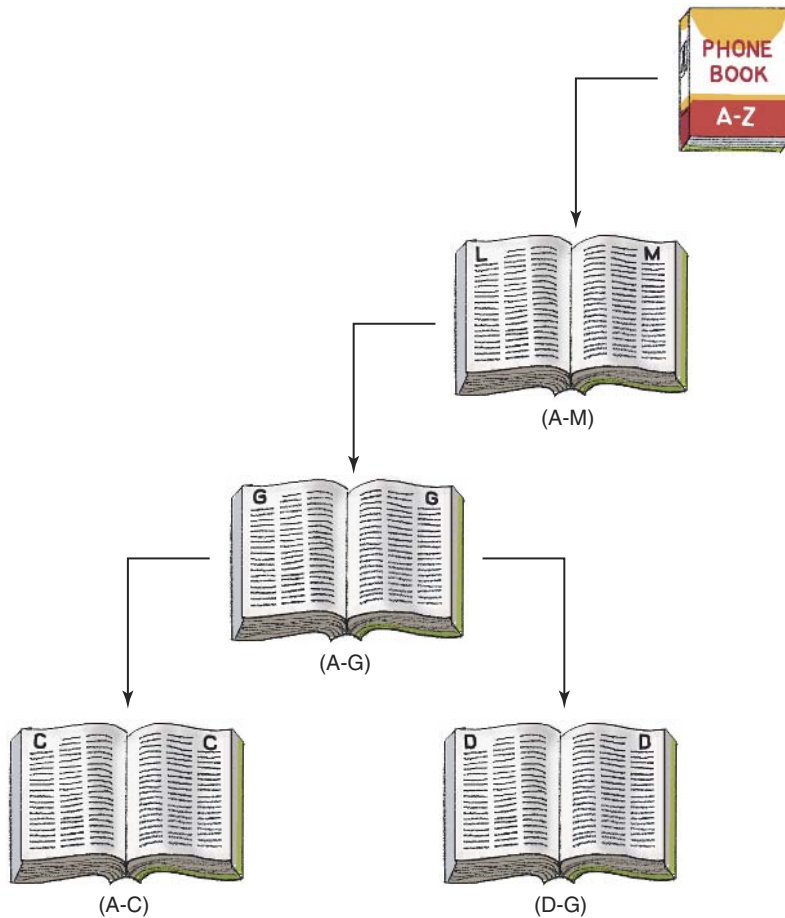 PHONE
BOOK
A-Z
L M
(A-M)
G G
(A-G)
C C
D D
(A-C)
(D-G)